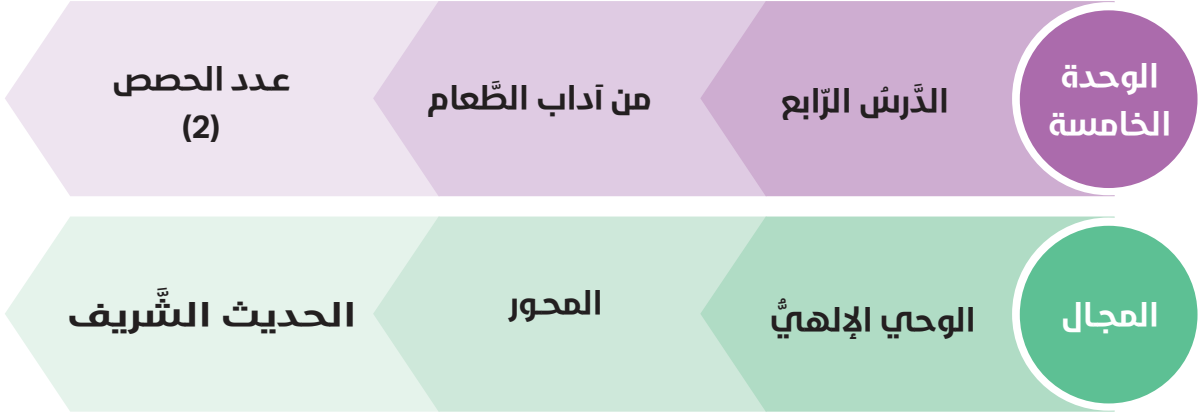 الوحدة
الخامسة
الدَّرسُ الرّابع
من آداب الطَّعام
عدد الحصص
(2)
المجال
الوحي الإلهيُّ
المحور
الحديث الشَّريف